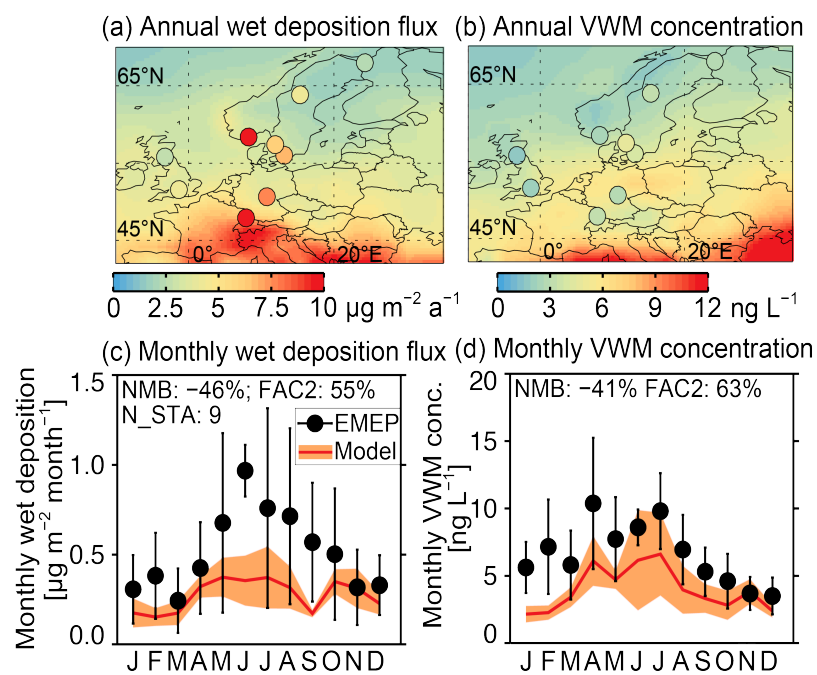 (a) Annual wet deposition flux
(b) Annual VWM concentration
65°N
45°N
0°
20°E
65°N
45°N
0°
20°E
0 2.5 5 7.5 10 µg m⁻² a⁻¹
0 3 6 9 12 ng L⁻¹
(c) Monthly wet deposition flux
(d) Monthly VWM concentration
Monthly wet deposition
[µg m⁻² month⁻¹]
1.5
1.0
0.5
0.0
NMB: −46%; FAC2: 55%
N_STA: 9
EMEP
Model
J F M A M J J A S O N D
Monthly VWM conc.
[ng L⁻¹]
20
15
10
5
0
NMB: −41% FAC2: 63%
J F M A M J J A S O N D